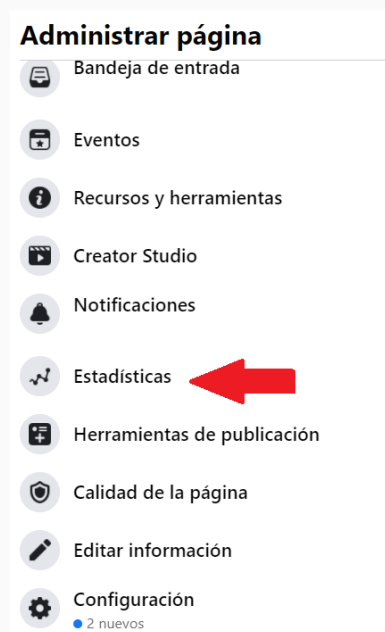 Administrar página
Bandeja de entrada
Eventos
Recursos y herramientas
Creator Studio
Notificaciones
Estadísticas
Herramientas de publicación
Calidad de la página
Editar información
Configuración
2 nuevos